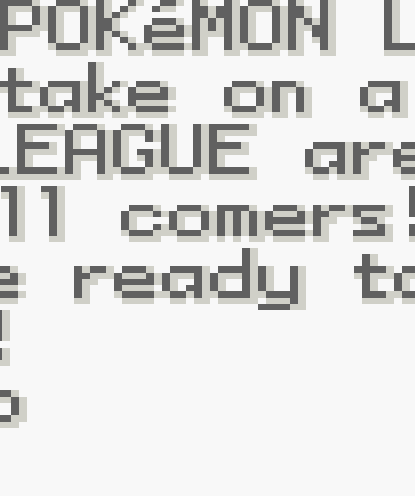 POKéMON L
take on a
LEAGUE are
ll comers!
e ready to
!
o